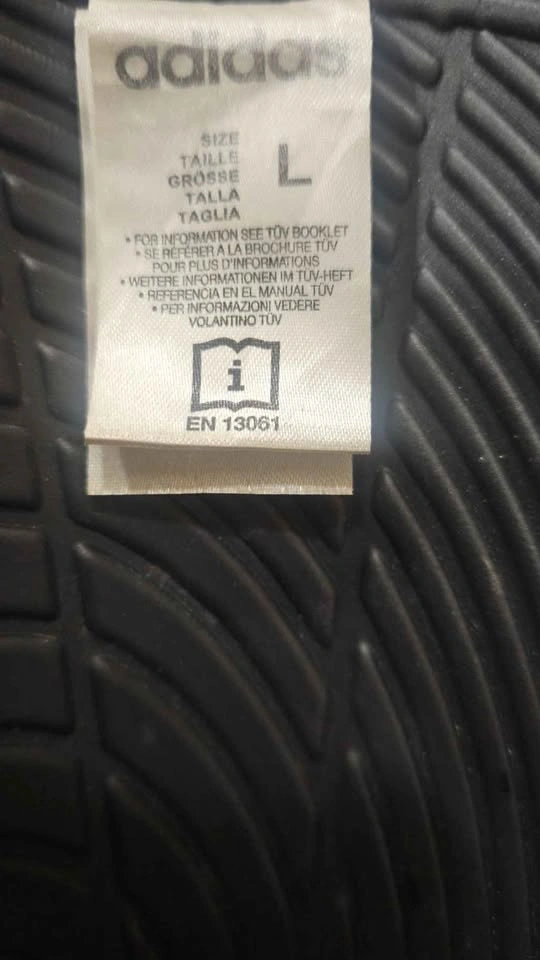 adidas
SIZE
TAILLE
GRÖSSE
TALLA
TAGLIA
L
• FOR INFORMATION SEE TÜV BOOKLET
• SE RÉFÉRER A LA BROCHURE TÜV
POUR PLUS D'INFORMATIONS
• WEITERE INFORMATIONEN IM TÜV-HEFT
• REFERENCIA EN EL MANUAL TÜV
• PER INFORMAZIONI VEDERE
VOLANTINO TÜV
i
EN 13061